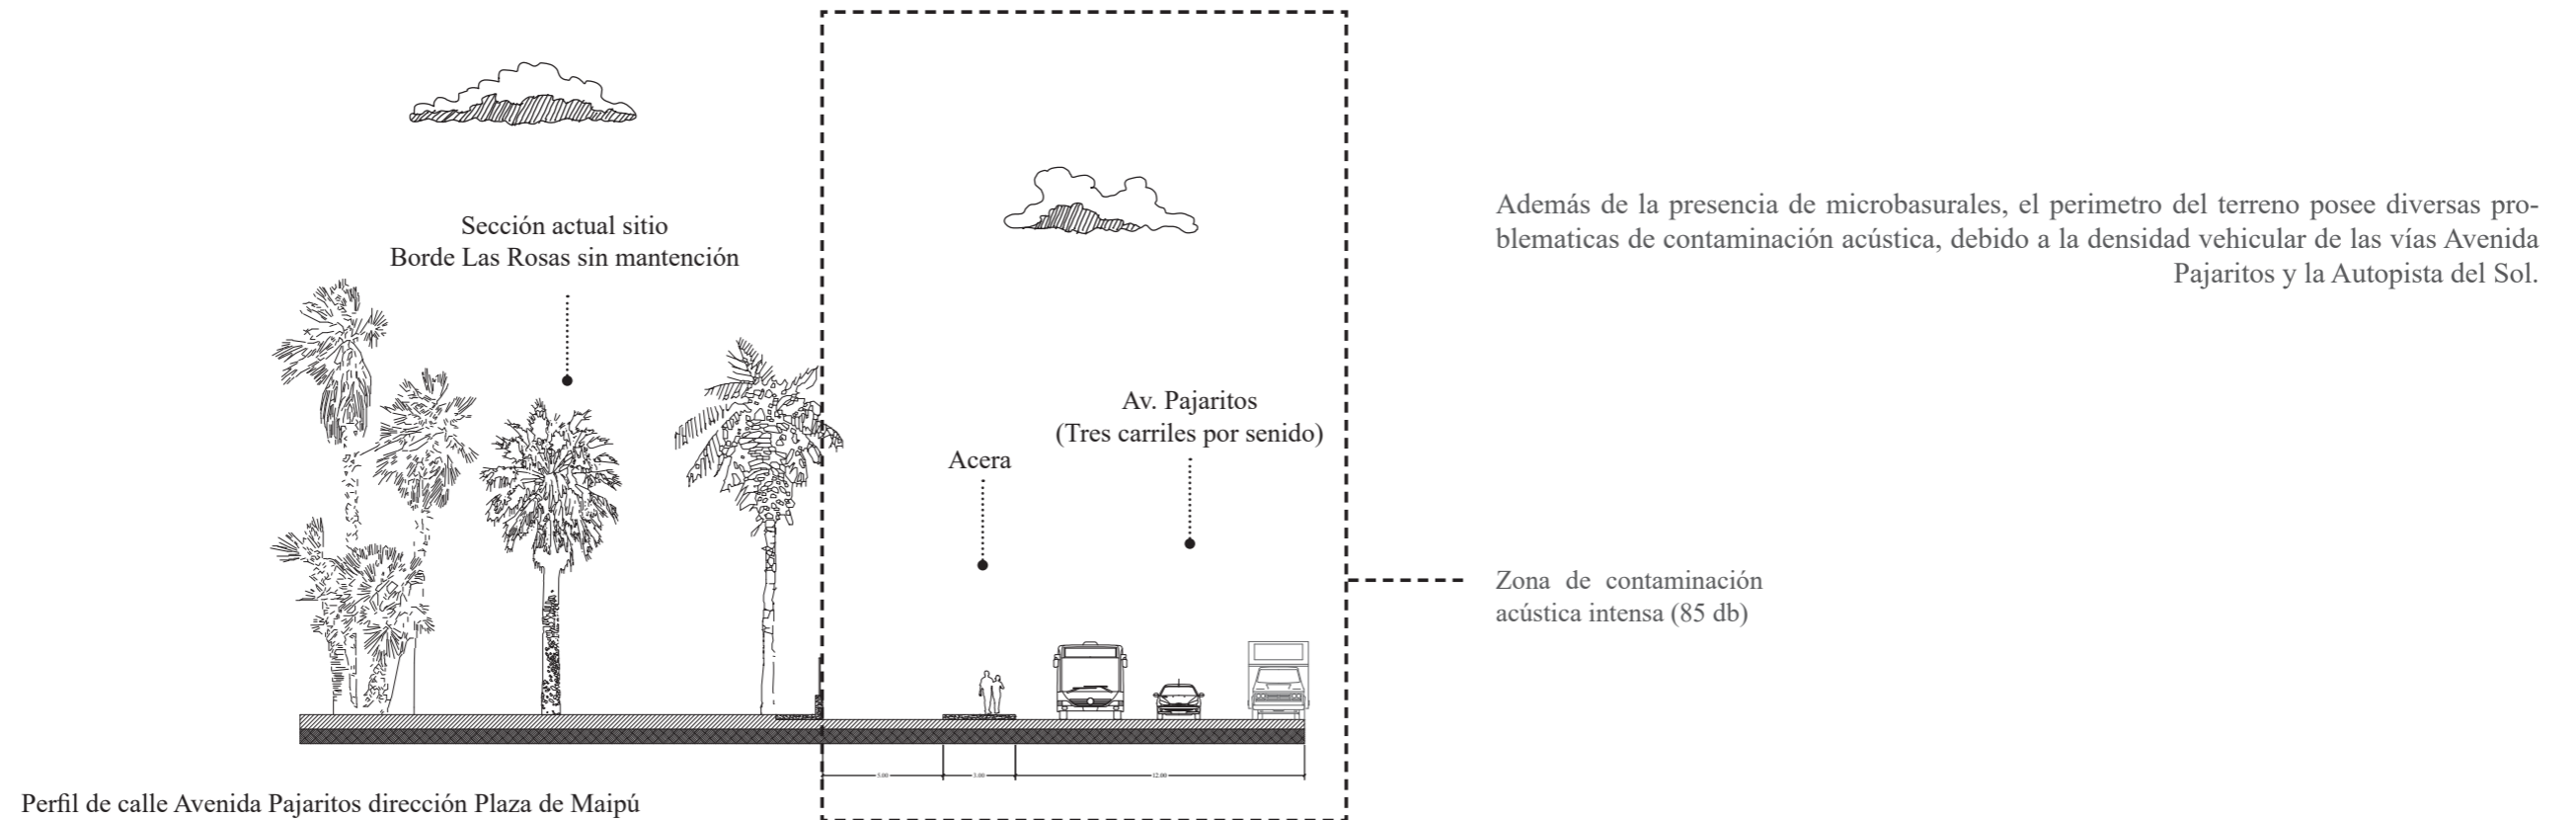 Sección actual sitio
Borde Las Rosas sin mantención
Además de la presencia de microbasurales, el perimetro del terreno posee diversas pro-
blematicas de contaminación acústica, debido a la densidad vehicular de las vías Avenida
Pajaritos y la Autopista del Sol.
Av. Pajaritos
(Tres carriles por senido)
Acera
Zona de contaminación
acústica intensa (85 db)
12.00
Perfil de calle Avenida Pajaritos dirección Plaza de Maipú